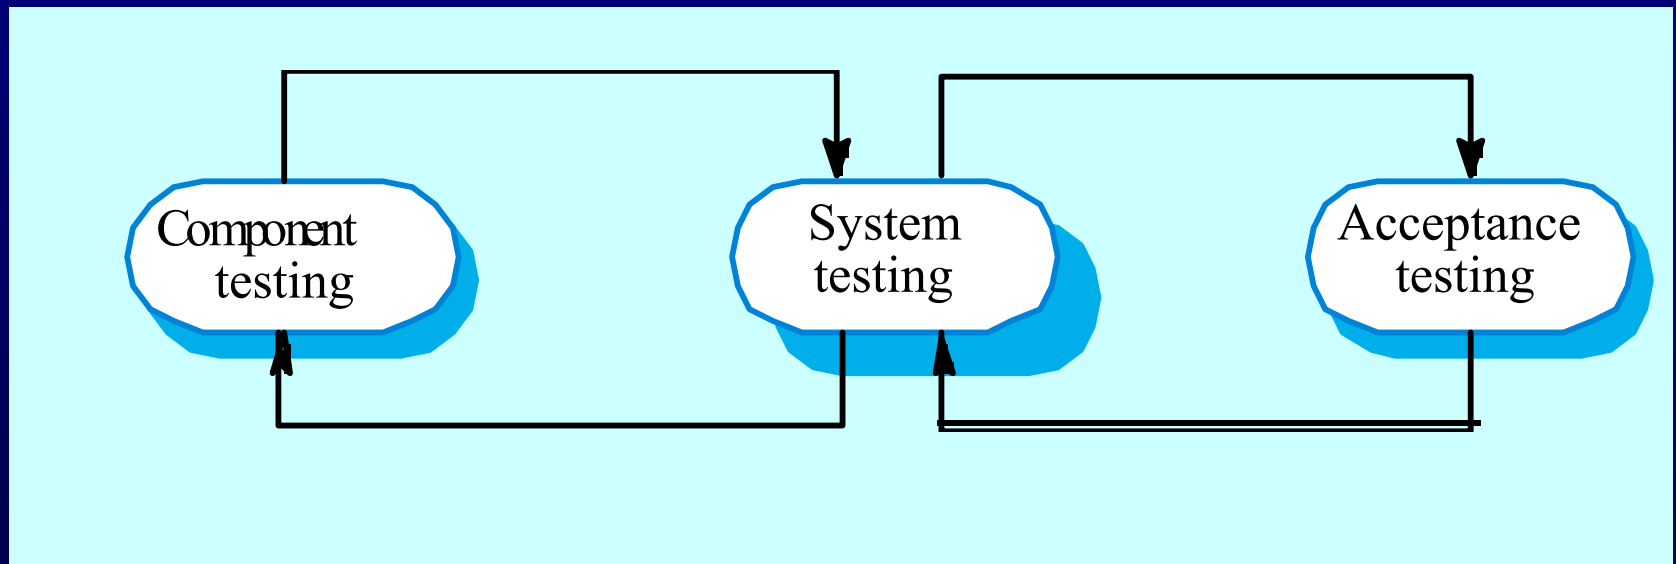 Component
testing
System
testing
Acceptance
testing